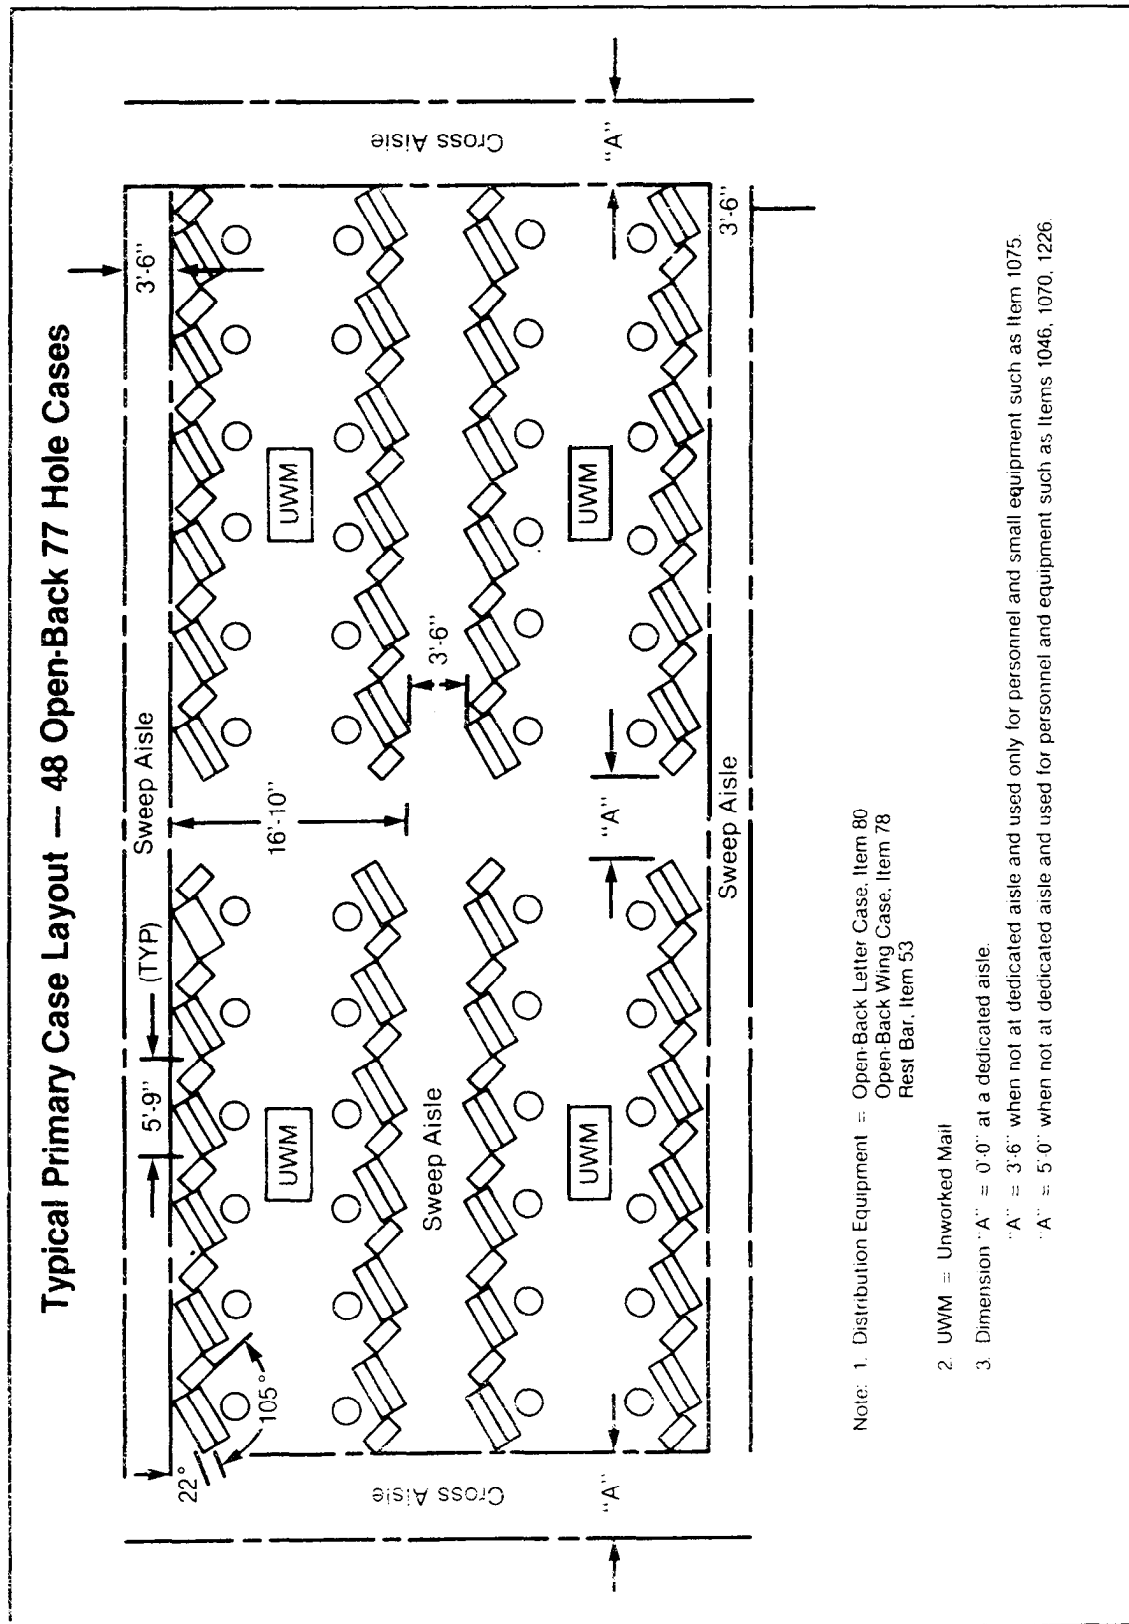 Typical Primary Case Layout — 48 Open-Back 77 Hole Cases
3'-6"
Sweep Aisle
5'-9"
(TYP)
22°
105°
16'-10"
UWM
UWM
Cross Aisle
Cross Aisle
Sweep Aisle
3'-6"
UWM
UWM
"A"
"A"
"A"
Sweep Aisle
3'-6"
Note: 1. Distribution Equipment = Open-Back Letter Case, Item 80
Open-Back Wing Case, Item 78
Rest Bar, Item 53
2. UWM = Unworked Mail
3. Dimension "A" = 0'-0" at a dedicated aisle.
"A" = 3'-6" when not at dedicated aisle and used only for personnel and small equipment such as Item 1075.
"A" = 5'-0" when not at dedicated aisle and used for personnel and equipment such as Items 1046, 1070, 1226.